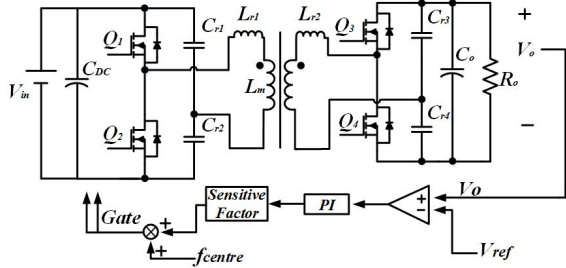 Q1
Cr1
Lr1
Lr2
Q3
Cr3
+
Vin
CDC
Lm
Co
Ro
Vo
Q2
Cr2
Q4
Cr4
−
Gate
+
+
fcentre
Sensitive
Factor
PI
+
−
Vo
Vref